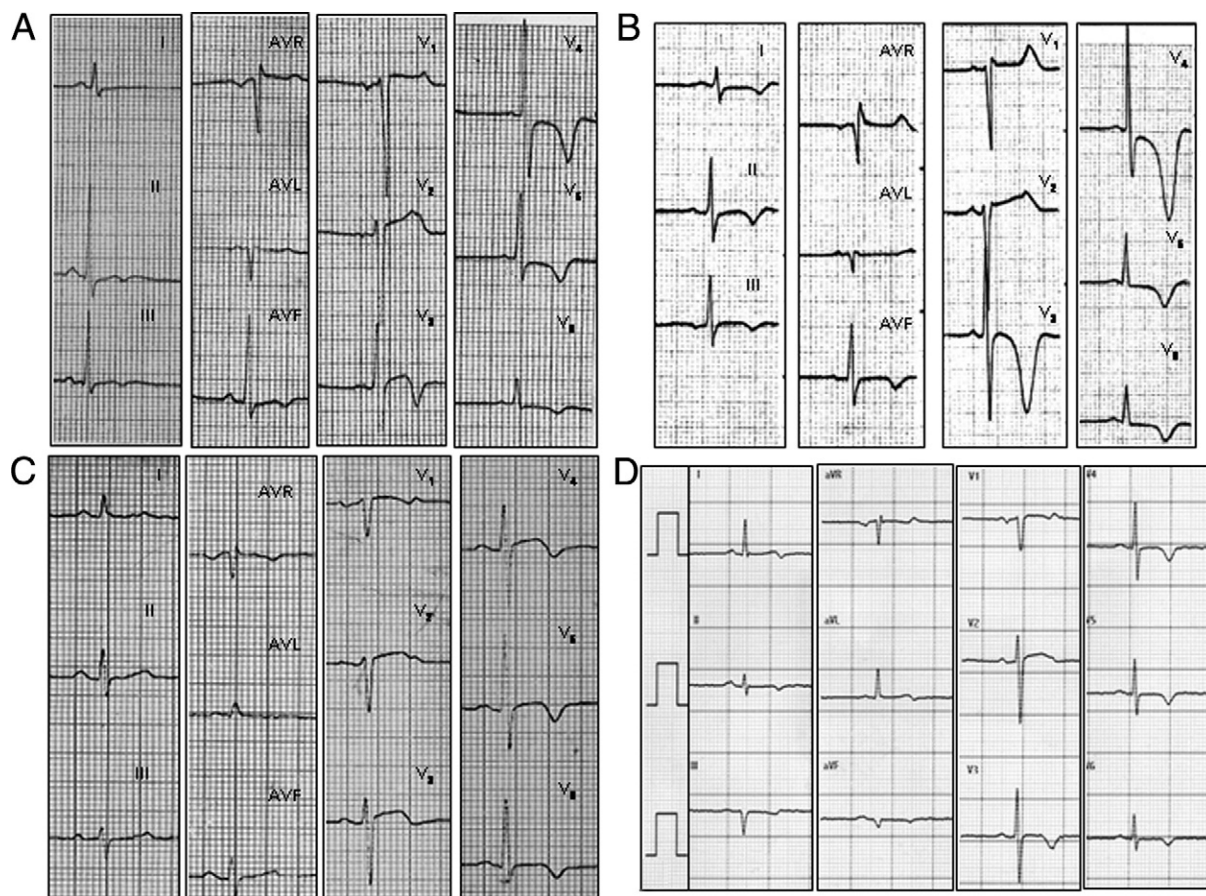 A
I
II
III
AVR
AVL
AVF
V₁
V₂
V₃
V₄
V₅
V₆
B
I
II
III
AVR
AVL
AVF
V₁
V₂
V₃
V₄
V₅
V₆
C
I
II
III
AVR
AVL
AVF
V₁
V₂
V₃
V₄
V₅
V₆
D
I
II
III
aVR
aVL
aVF
V1
V2
V3
V4
V5
V6